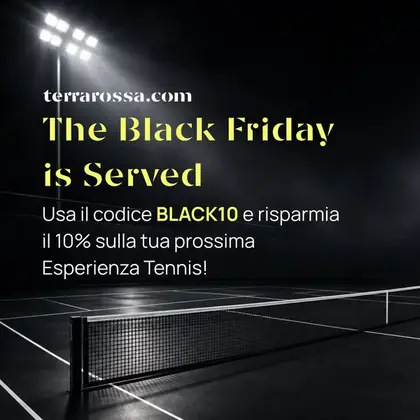 terrarossa.com
The Black Friday
is Served
Usa il codice BLACK10 e risparmia
il 10% sulla tua prossima
Esperienza Tennis!